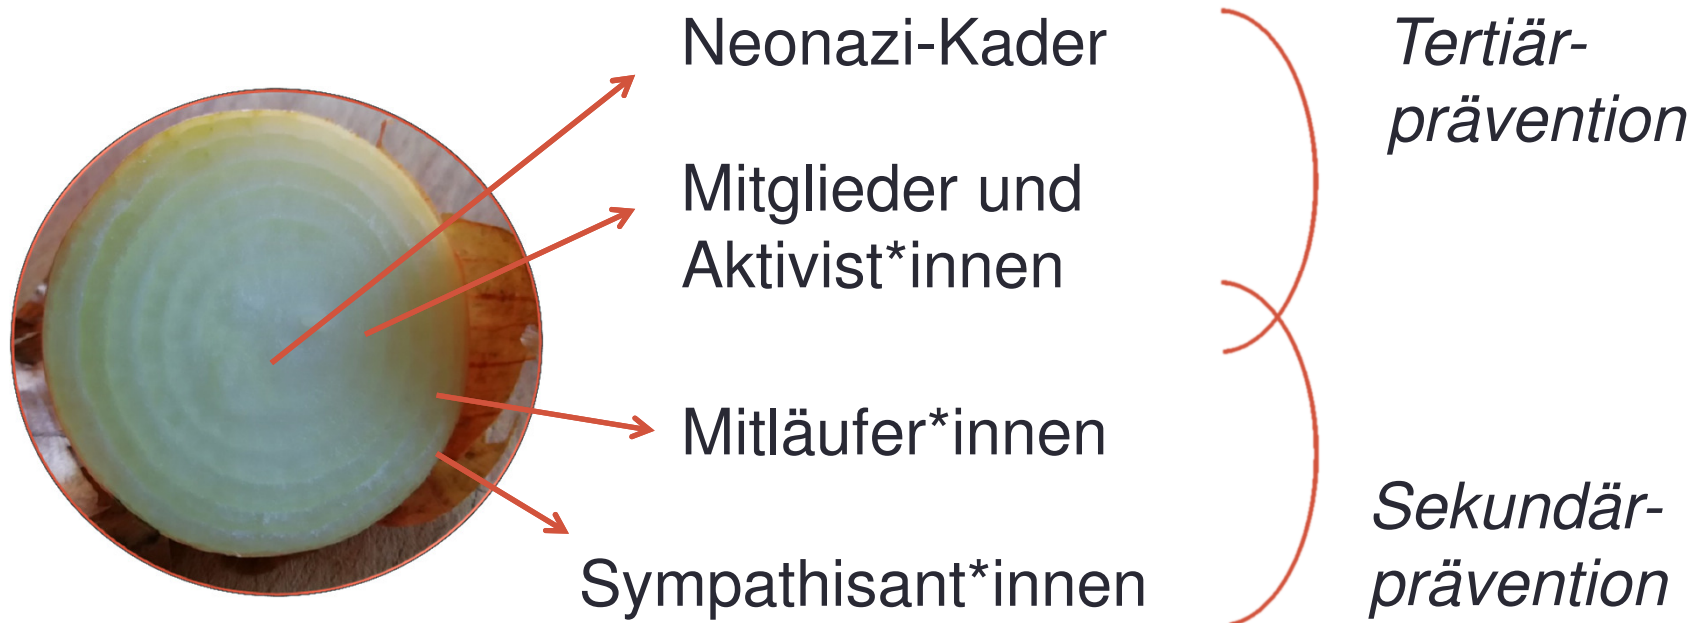 Neonazi-Kader
Mitglieder und
Aktivist*innen
Mitläufer*innen
Sympathisant*innen
Tertiär-
prävention
Sekundär-
prävention